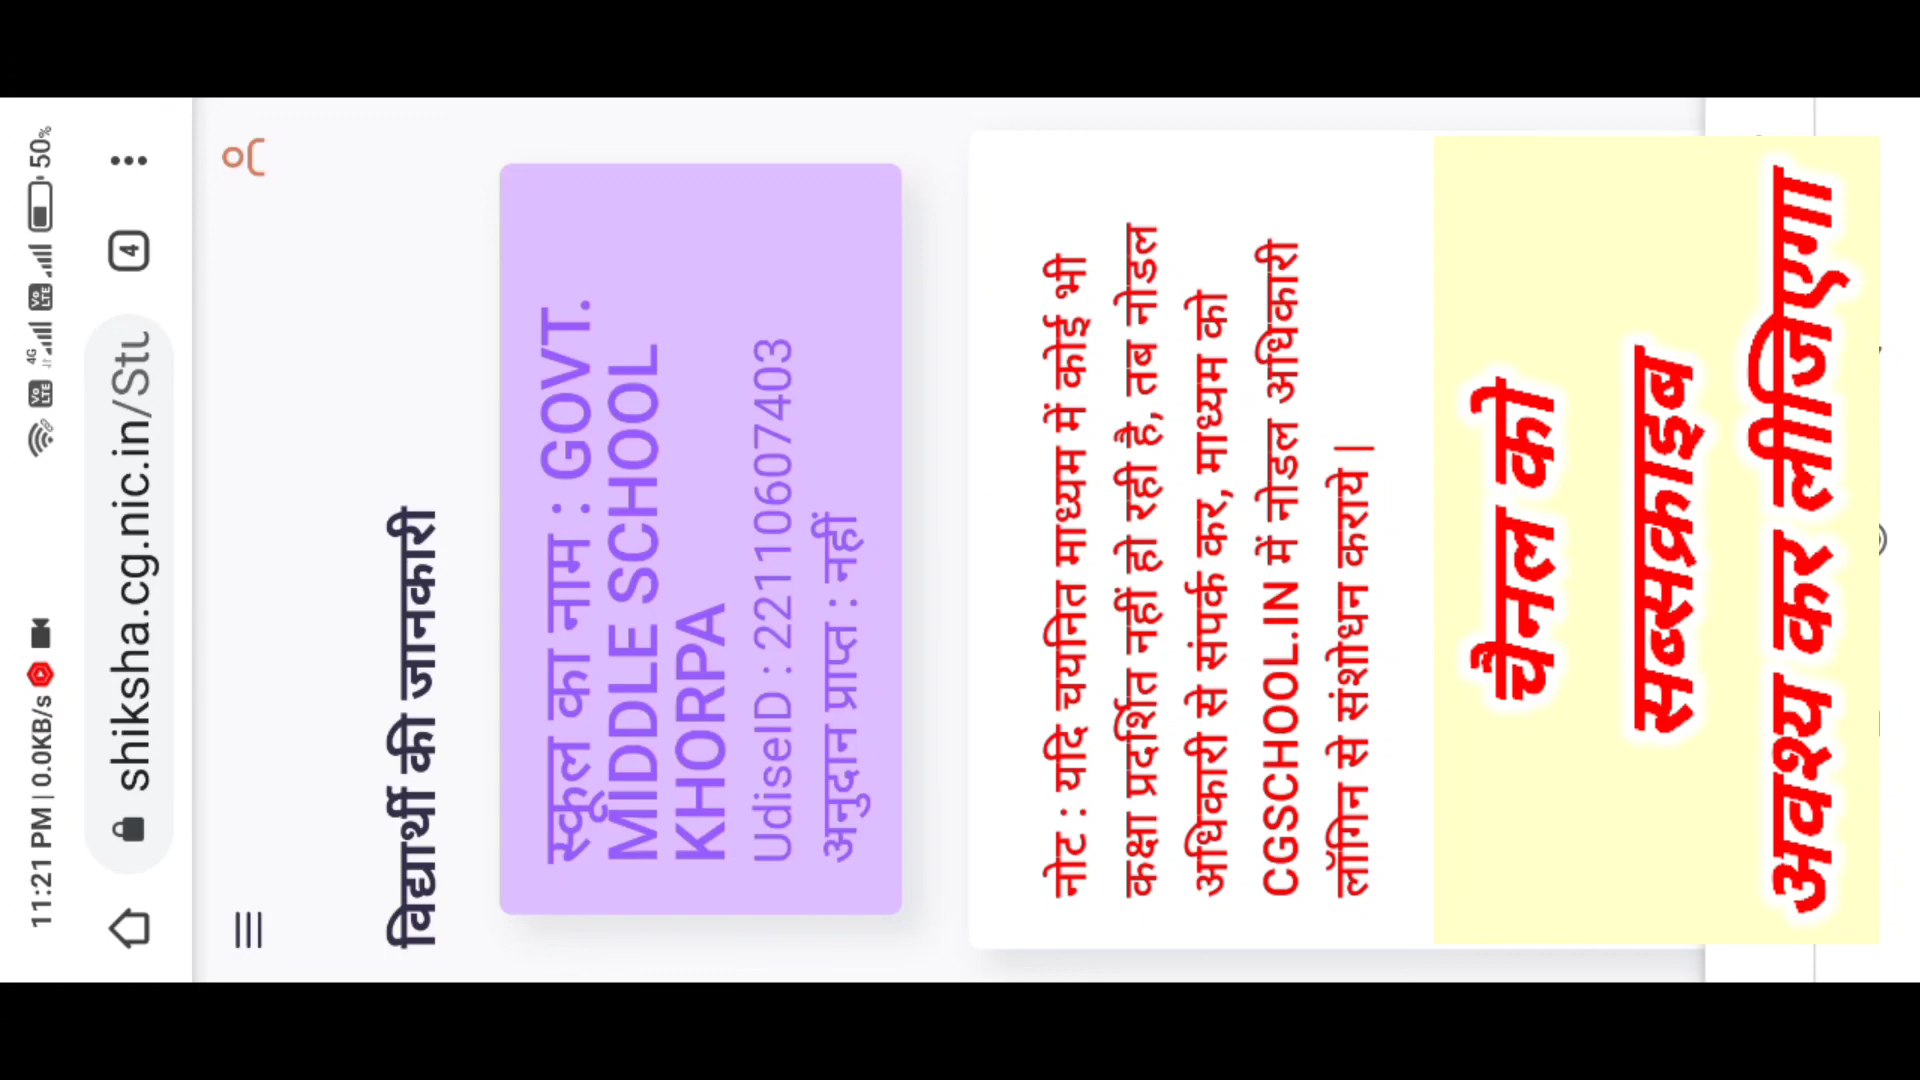 11:21 PM | 0.0KB/s 4G 50%
shiksha.cg.nic.in/Stu 4
विद्यार्थी की जानकारी
स्कूल का नाम : GOVT.
MIDDLE SCHOOL
KHORPA
UdiseID : 22110607403
अनुदान प्राप्त : नहीं
नोट : यदि चयनित माध्यम में कोई भी
कक्षा प्रदर्शित नहीं हो रही है, तब नोडल
अधिकारी से संपर्क कर, माध्यम को
CGSCHOOL.IN में नोडल अधिकारी
लॉगिन से संशोधन कराये |
चैनल को
सब्सक्राइब
अवश्य कर लीजिएगा